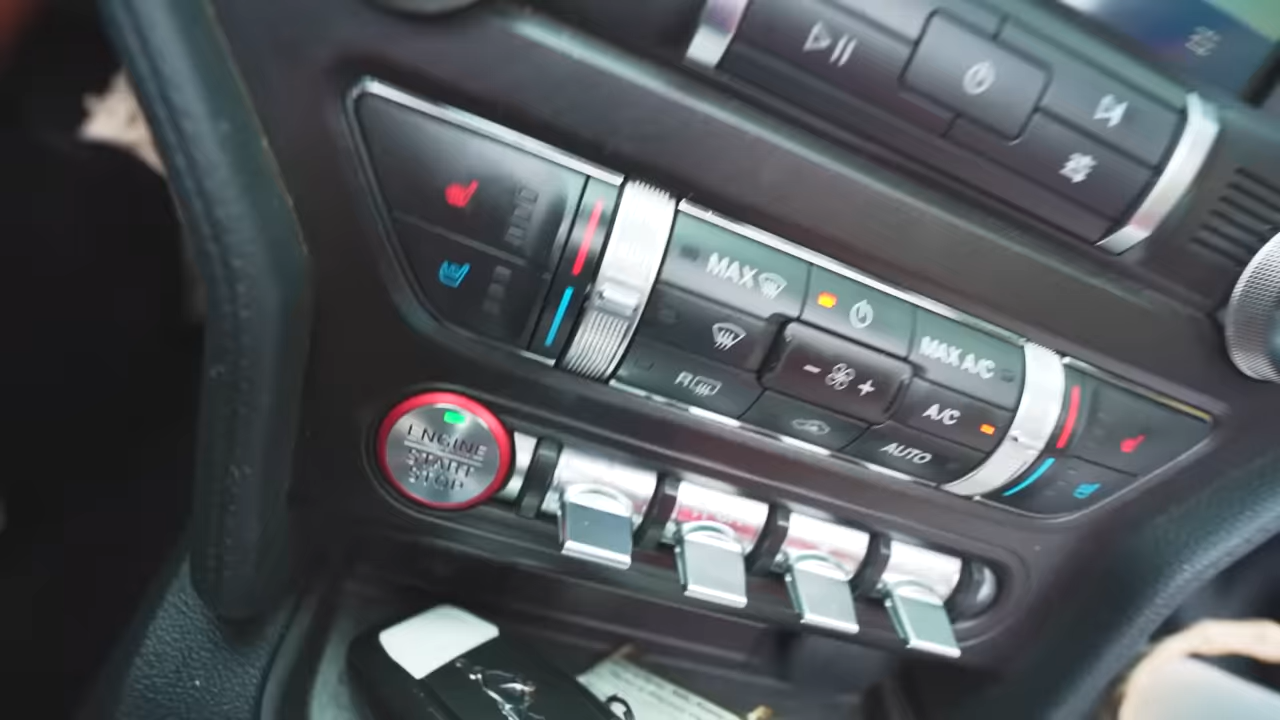 MAX
MAX A/C
- +
R
A/C
AUTO
ENGINE
START
STOP